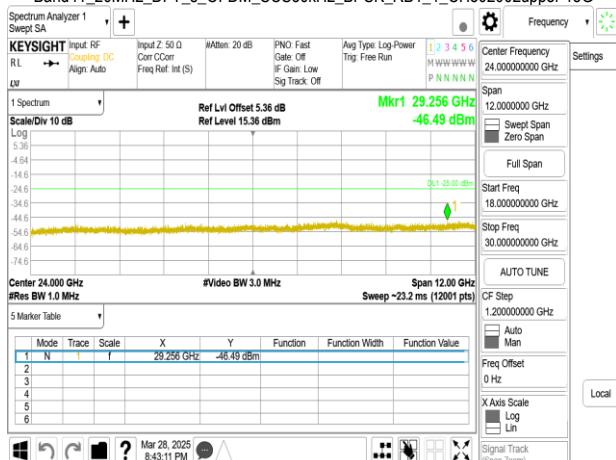 Spectrum Analyzer 1
Swept SA
Frequency
Settings
KEYSIGHT
RL
Input: RF
Coupling: DC
Align: Auto
Input Z: 50 Ω
Corr CCorr
Freq Ref: Int (S)
#Atten: 20 dB
PNO: Fast
Gate: Off
IF Gain: Low
Sig Track: Off
Avg Type: Log-Power
Trig: Free Run
1 2 3 4 5 6
M W W W W W
P N N N N N
Center Frequency
24.000000000 GHz
Span
12.0000000 GHz
Swept Span
Zero Span
Full Span
Start Freq
18.000000000 GHz
Stop Freq
30.000000000 GHz
AUTO TUNE
CF Step
1.200000000 GHz
Auto
Man
Freq Offset
0 Hz
X Axis Scale
Log
Lin
Signal Track
Local
1 Spectrum
Scale/Div 10 dB
Log
Ref Lvl Offset 5.36 dB
Ref Level 15.36 dBm
Mkr1 29.256 GHz
-46.49 dBm
5.36
-4.64
-14.6
-24.6
-34.6
-44.6
-54.6
-64.6
-74.6
DL1 -25.00 dBm
1
Center 24.000 GHz
#Res BW 1.0 MHz
#Video BW 3.0 MHz
Span 12.00 GHz
Sweep ~23.2 ms (12001 pts)
5 Marker Table
Mode Trace Scale X Y Function Function Width Function Value
1 N 1 f 29.256 GHz -46.49 dBm
2
3
4
5
6
Mar 28, 2025
8:43:11 PM